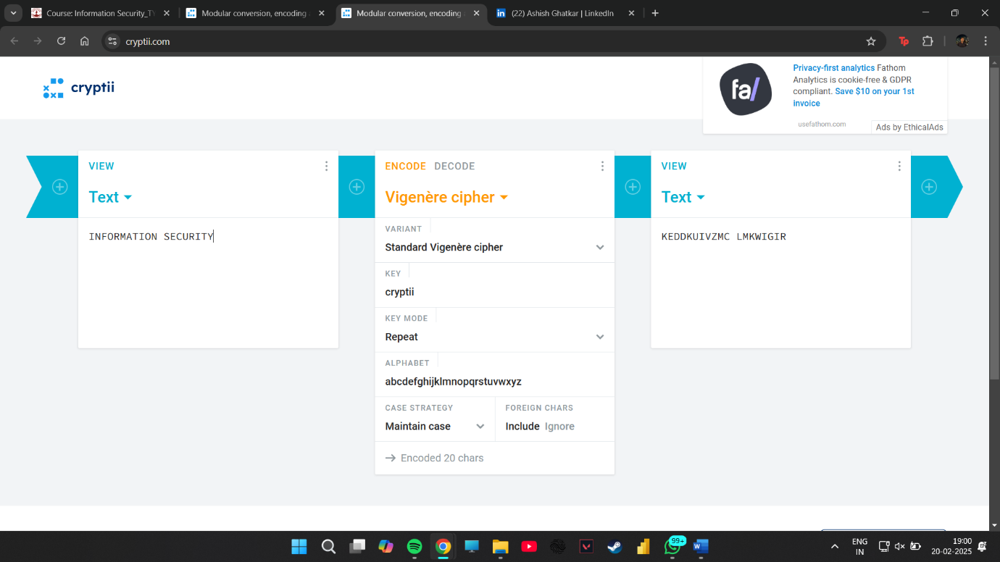 Course: Information Security_TY
Modular conversion, encoding
Modular conversion, encoding
in
(22) Ashish Ghatkar | LinkedIn
cryptii.com
Tp
cryptii
fa/
Privacy-first analytics Fathom
Analytics is cookie-free & GDPR
compliant. Save $10 on your 1st
invoice
usefathom.com
Ads by EthicalAds
VIEW
Text
INFORMATION SECURITY
ENCODE DECODE
Vigenère cipher
VARIANT
Standard Vigenère cipher
KEY
cryptii
KEY MODE
Repeat
ALPHABET
abcdefghijklmnopqrstuvwxyz
CASE STRATEGY
Maintain case
FOREIGN CHARS
Include Ignore
→ Encoded 20 chars
VIEW
Text
KEDDKUIVZMC LMKWIGIR
99+
W
ENG
IN
19:00
20-02-2025